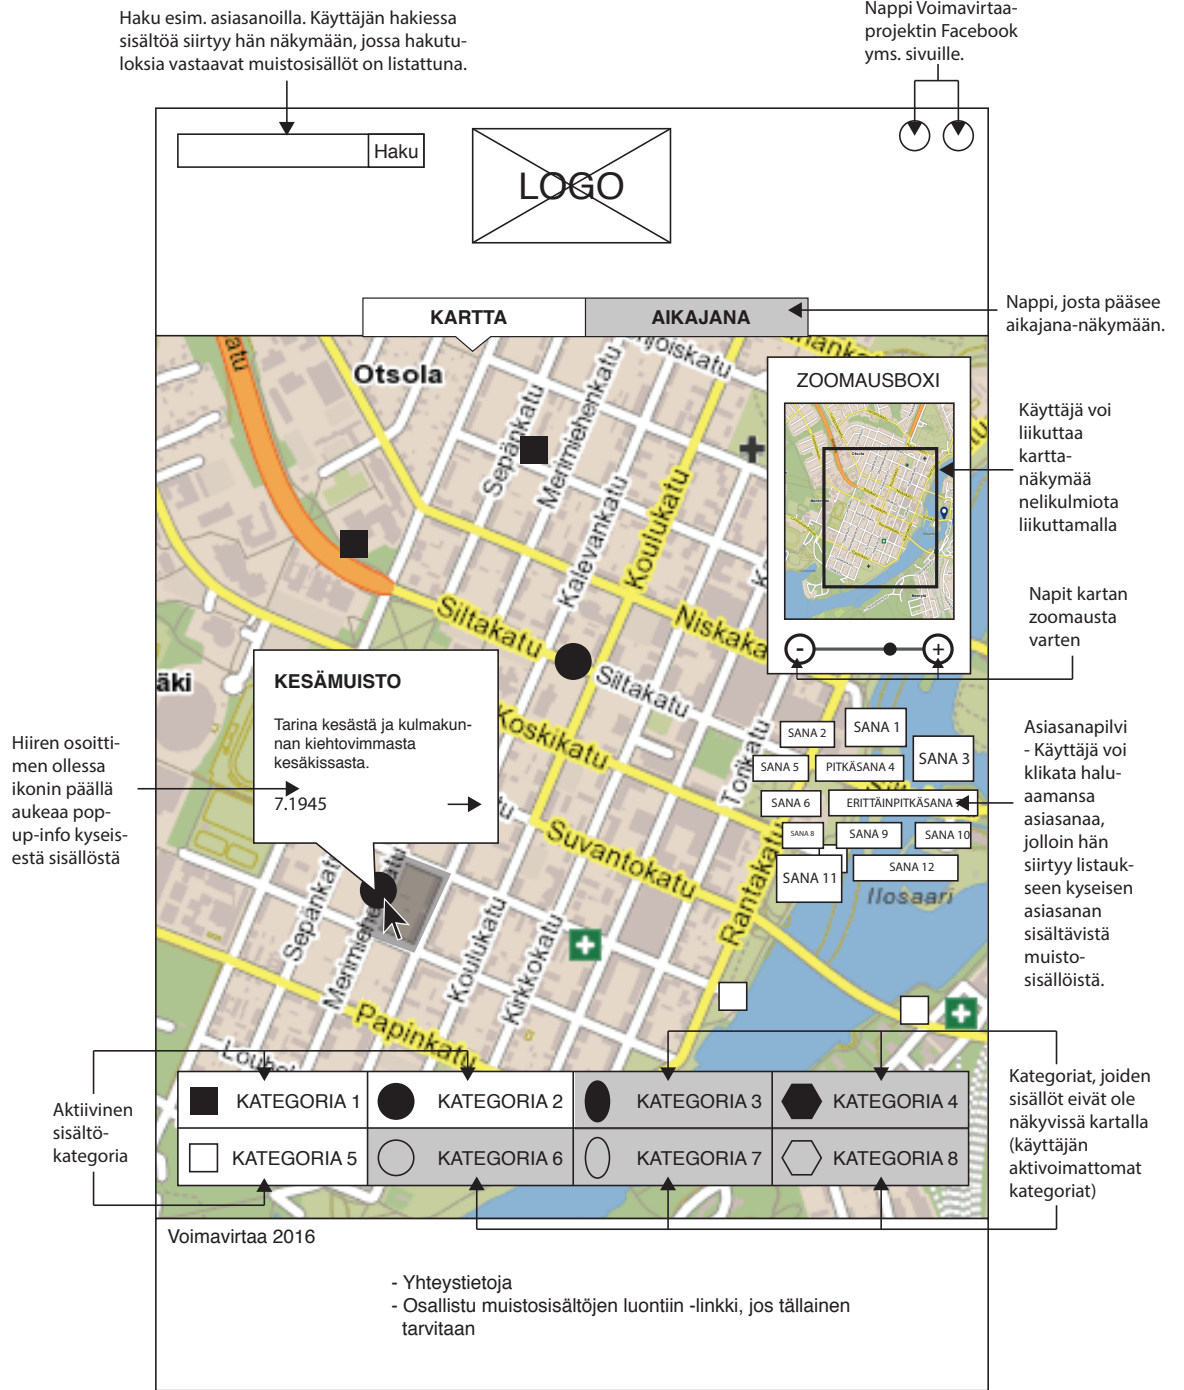 Haku esim. asiasanoilla. Käyttäjän hakiessa
sisältöä siirtyy hän näkymään, jossa hakutu-
loksia vastaavat muistosisällöt on listattuna.
Nappi Voimavirtaa-
projektin Facebook
yms. sivuille.
Haku
LOGO
KARTTA
AIKAJANA
Nappi, josta pääsee
aikajana-näkymään.
ZOOMAUSBOXI
Otsola
- +
Käyttäjä voi
liikuttaa
kartta-
näkymää
nelikulmiota
liikuttamalla
Napit kartan
zoomausta
varten
atu
Otsola
Sepänkatu
Merimiehenkatu
Kalevankatu
Koulukatu
Siltakatu
Siltakatu
Niskaka
Koskikatu
Torikatu
Suvantokatu
Rantakatu
äki
Sepänkatu
Koulukatu
Kirkkokatu
Papinkatu
Ilosaari
KESÄMUISTO
Tarina kesästä ja kulmakun-
nan kiehtovimmasta
kesäkissasta.
7.1945
Hiiren osoitti-
men ollessa
ikonin päällä
aukeaa pop-
up-info kyseis-
estä sisällöstä
SANA 1
SANA 2
SANA 3
PITKÄSANA 4
SANA 5
SANA 6
ERITTÄINPITKÄSANA
SANA 8
SANA 9
SANA 10
SANA 11
SANA 12
Asiasanapilvi
- Käyttäjä voi
klikata halu-
aamansa
asiasanaa,
jolloin hän
siirtyy listauk-
seen kyseisen
asiasanan
sisältävistä
muisto-
sisällöistä.
Aktiivinen
sisältö-
kategoria
KATEGORIA 1
KATEGORIA 2
KATEGORIA 3
KATEGORIA 4
KATEGORIA 5
KATEGORIA 6
KATEGORIA 7
KATEGORIA 8
Kategoriat, joiden
sisällöt eivät ole
näkyvissä kartalla
(käyttäjän
aktivoimattomat
kategoriat)
Voimavirtaa 2016
- Yhteystietoja
- Osallistu muistosisältöjen luontiin -linkki, jos tällainen
tarvitaan